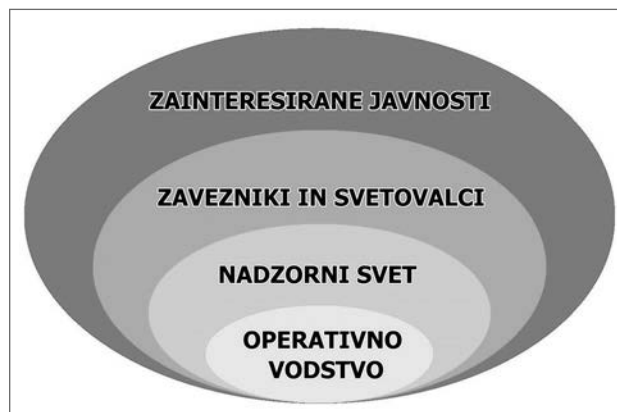 ZAINTERESIRANE JAVNOSTI
ZAVEZNIKI IN SVETOVALCI
NADZORNI SVET
OPERATIVNO
VODSTVO